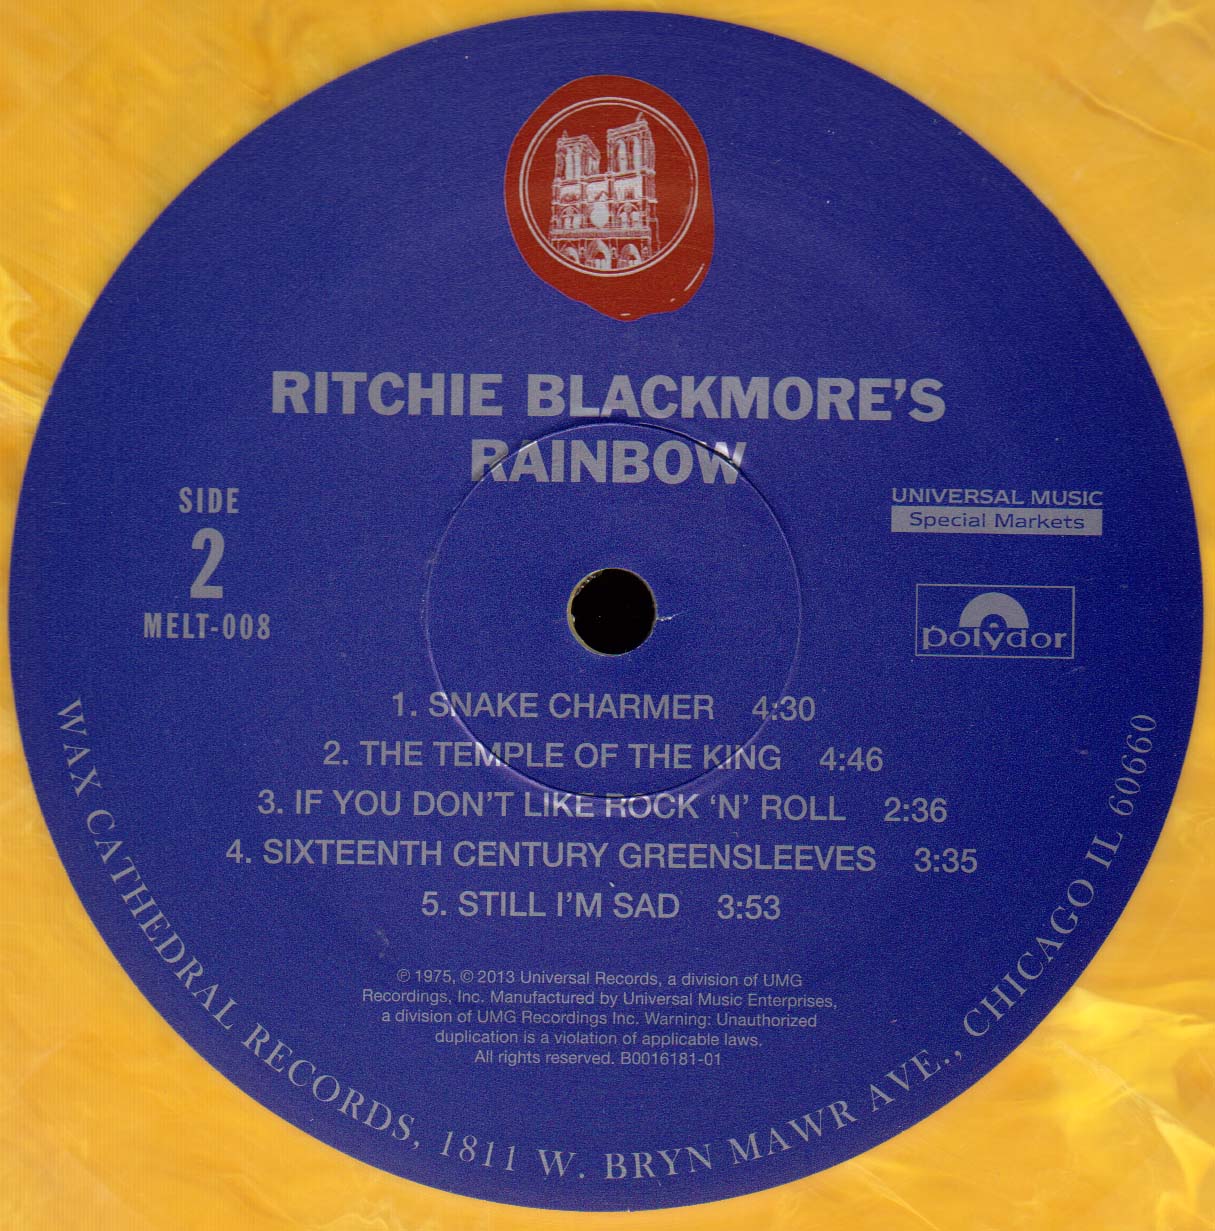 RITCHIE BLACKMORE'S
RAINBOW
SIDE
2
MELT-008
UNIVERSAL MUSIC
Special Markets
polydor
1. SNAKE CHARMER 4:30
2. THE TEMPLE OF THE KING 4:46
3. IF YOU DON'T LIKE ROCK 'N' ROLL 2:36
4. SIXTEENTH CENTURY GREENSLEEVES 3:35
5. STILL I'M SAD 3:53
℗ 1975, © 2013 Universal Records, a division of UMG
Recordings, Inc. Manufactured by Universal Music Enterprises,
a division of UMG Recordings Inc. Warning: Unauthorized
duplication is a violation of applicable laws.
All rights reserved. B0016181-01
WAX CATHEDRAL RECORDS, 1811 W. BRYN MAWR AVE., CHICAGO IL 60660